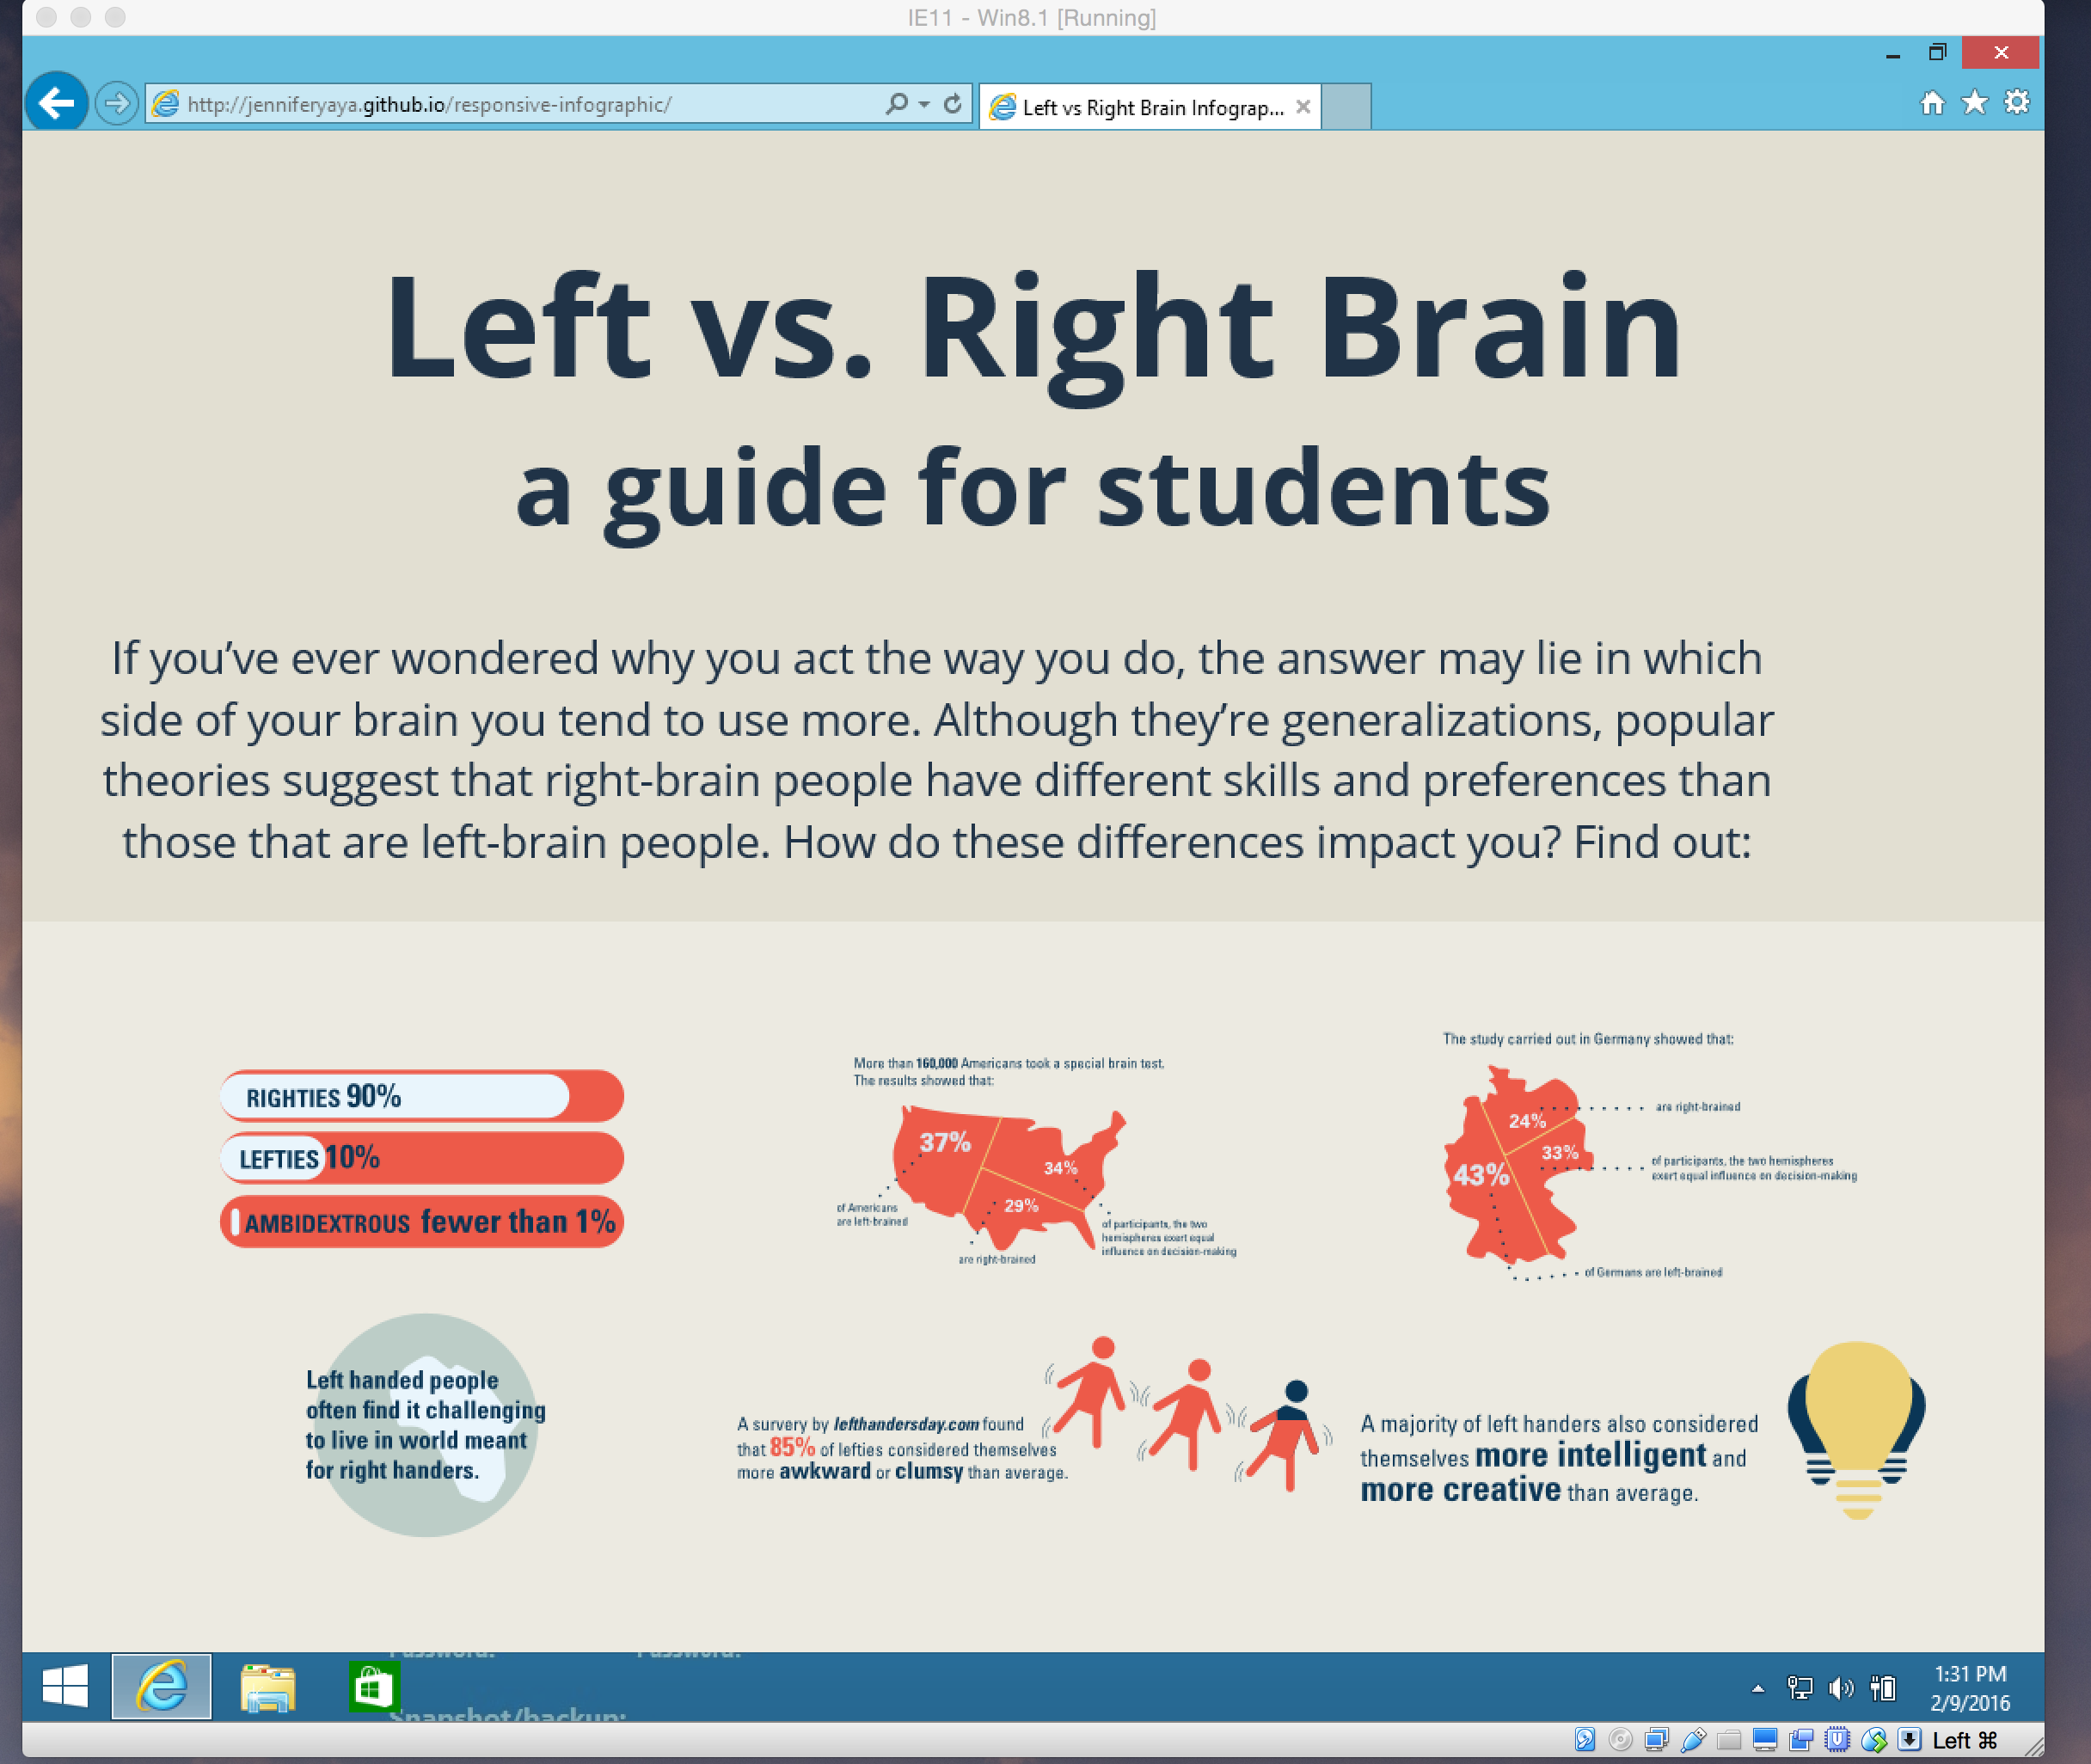 IE11 - Win8.1 [Running]
http://jenniferyaya.github.io/responsive-infographic/
Left vs Right Brain Infograp...
Left vs. Right Brain
a guide for students
If you’ve ever wondered why you act the way you do, the answer may lie in which
side of your brain you tend to use more. Although they’re generalizations, popular
theories suggest that right-brain people have different skills and preferences than
those that are left-brain people. How do these differences impact you? Find out:
RIGHTIES 90%
LEFTIES 10%
AMBIDEXTROUS fewer than 1%
More than 160,000 Americans took a special brain test.
The results showed that:
37%
34%
29%
of Americans
are left-brained
are right-brained
of participants, the two
hemispheres exert equal
influence on decision-making
The study carried out in Germany showed that:
24%
are right-brained
33%
of participants, the two hemispheres
exert equal influence on decision-making
43%
of Germans are left-brained
Left handed people
often find it challenging
to live in world meant
for right handers.
A survery by lefthandersday.com found
that 85% of lefties considered themselves
more awkward or clumsy than average.
A majority of left handers also considered
themselves more intelligent and
more creative than average.
Password:
Password:
Snapshot/backup:
1:31 PM
2/9/2016
Left ⌘